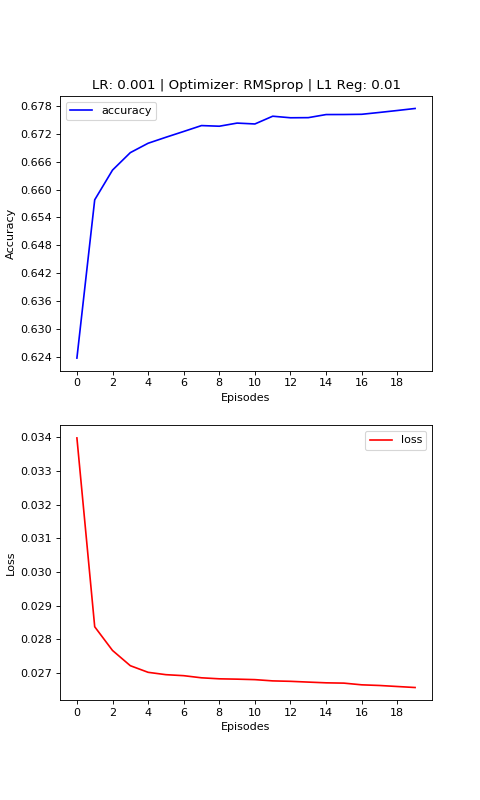 LR: 0.001 | Optimizer: RMSprop | L1 Reg: 0.01
accuracy
0.678
0.672
0.666
0.660
0.654
0.648
0.642
0.636
0.630
0.624
Accuracy
0 2 4 6 8 10 12 14 16 18
Episodes
loss
0.034
0.033
0.032
0.031
0.030
0.029
0.028
0.027
Loss
0 2 4 6 8 10 12 14 16 18
Episodes